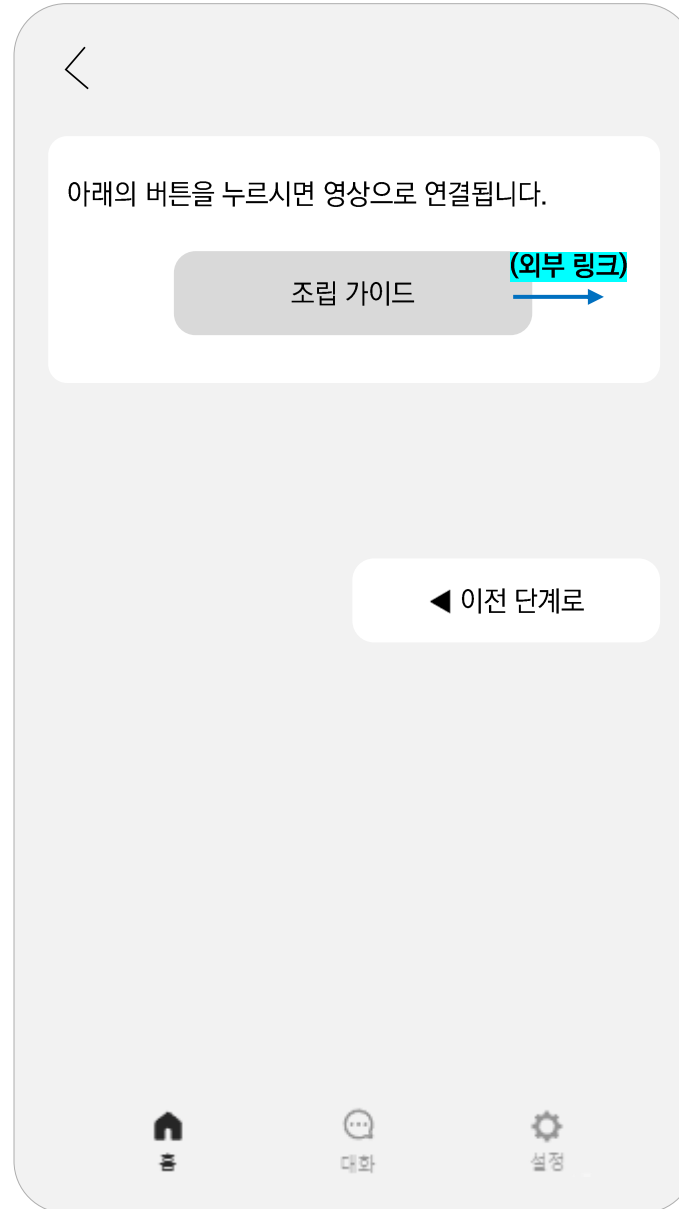 아래의 버튼을 누르시면 영상으로 연결됩니다.
(외부 링크)
조립 가이드
◀ 이전 단계로
홈
대화
설정